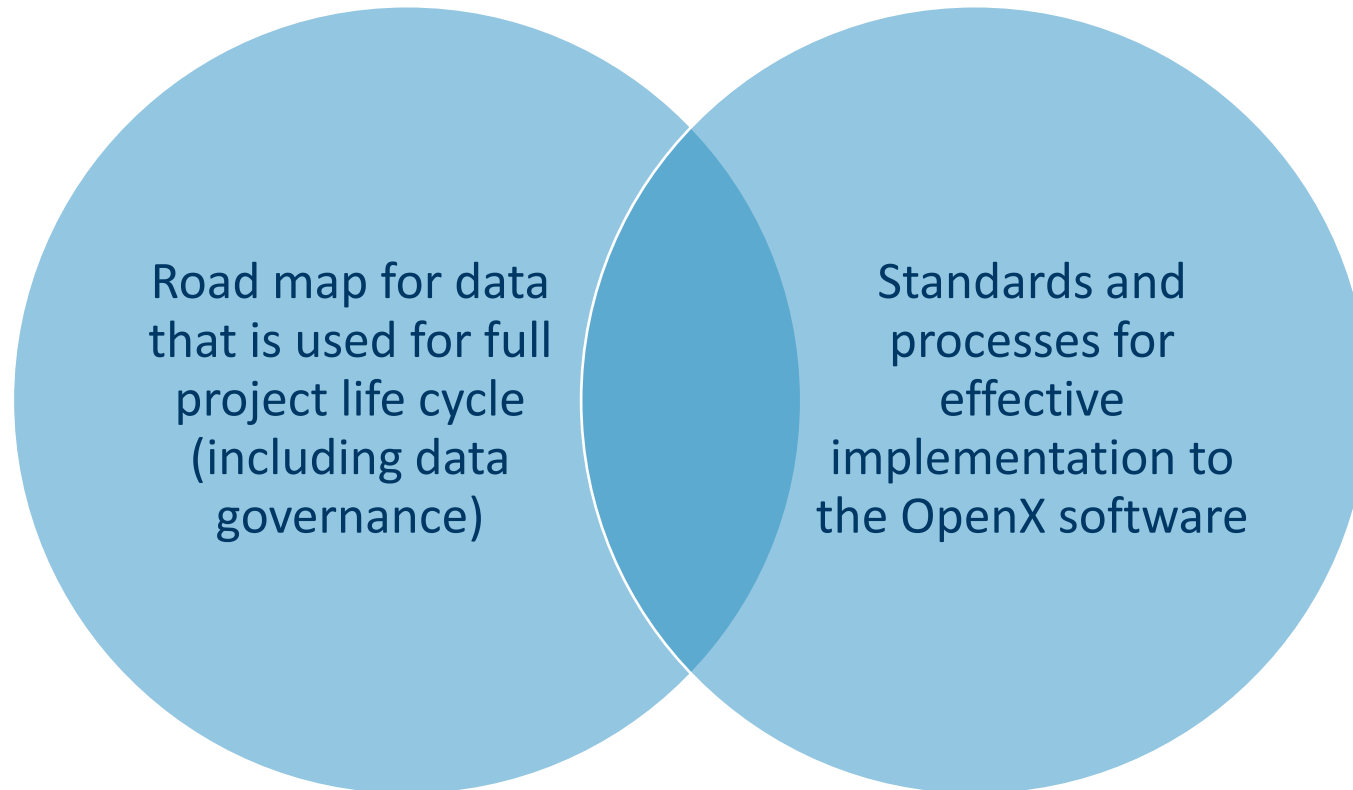 Road map for data
that is used for full
project life cycle
(including data
governance)
Standards and
processes for
effective
implementation to
the OpenX software